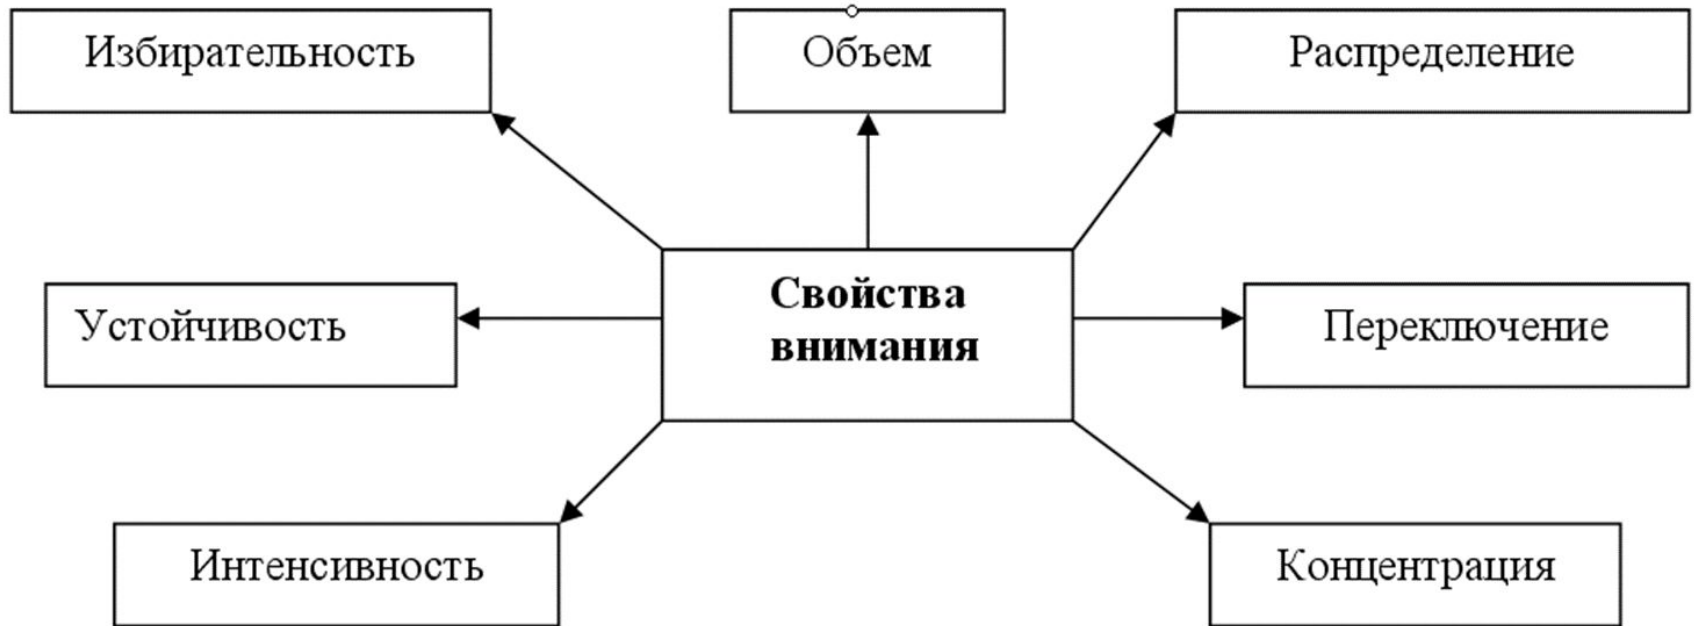 Избирательность
Объем
Распределение
Свойства
внимания
Устойчивость
Переключение
Интенсивность
Концентрация